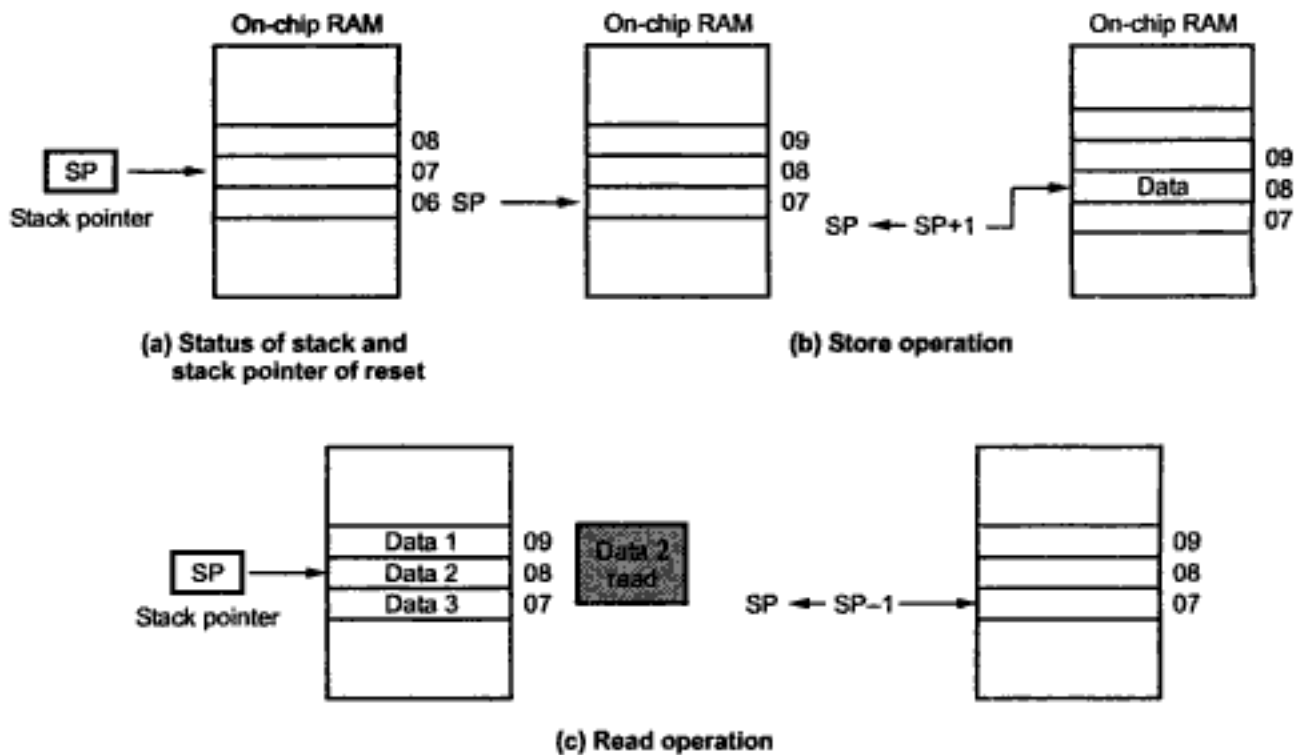 On-chip RAM
On-chip RAM
On-chip RAM
08
07
06
SP
Stack pointer
SP
09
08
07
SP
SP+1
Data
09
08
07
(a) Status of stack and
stack pointer of reset
(b) Store operation
SP
Stack pointer
Data 1
Data 2
Data 3
09
08
07
Data 2
read
SP
SP–1
09
08
07
(c) Read operation